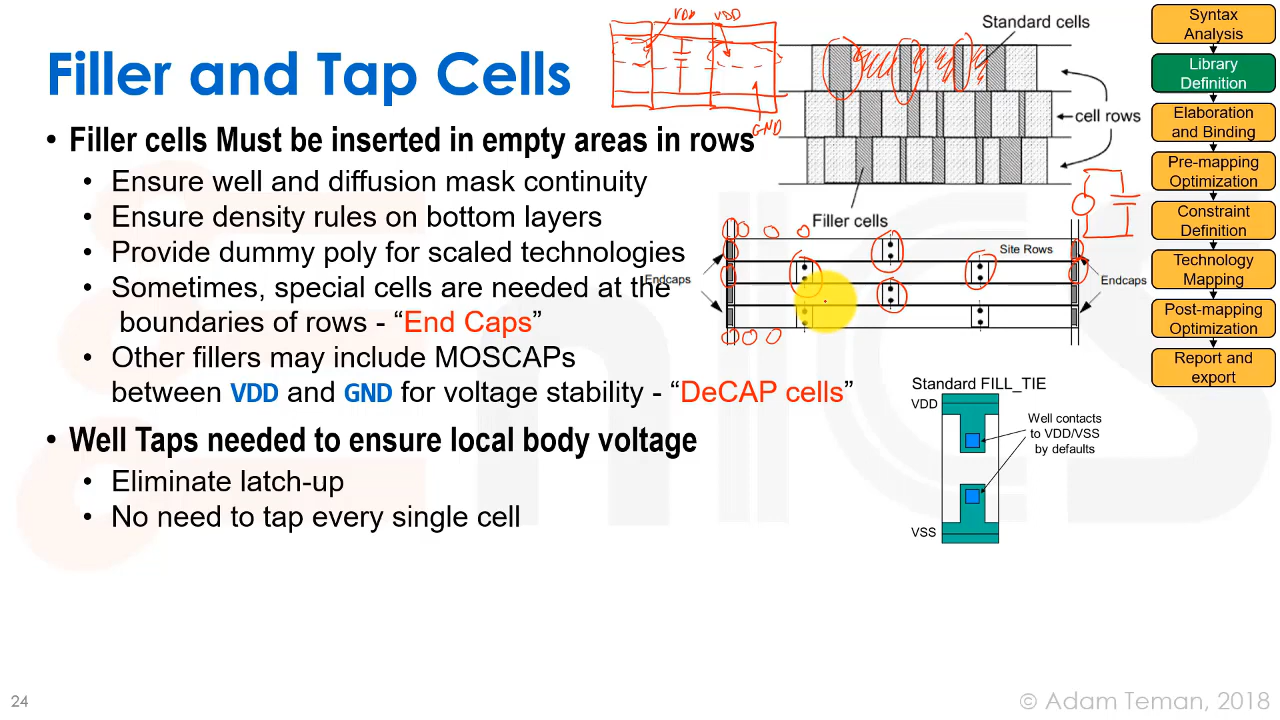 Filler and Tap Cells
• Filler cells Must be inserted in empty areas in rows
• Ensure well and diffusion mask continuity
• Ensure density rules on bottom layers
• Provide dummy poly for scaled technologies
• Sometimes, special cells are needed at the
boundaries of rows - “End Caps”
• Other fillers may include MOSCAPs
between VDD and GND for voltage stability - “DeCAP cells”
• Well Taps needed to ensure local body voltage
• Eliminate latch-up
• No need to tap every single cell
VDD VDD
GND
Standard cells
cell rows
Filler cells
Site Rows
Endcaps
Endcaps
Standard FILL_TIE
VDD
Well contacts
to VDD/VSS
by defaults
VSS
Syntax
Analysis
Library
Definition
Elaboration
and Binding
Pre-mapping
Optimization
Constraint
Definition
Technology
Mapping
Post-mapping
Optimization
Report and
export
24
© Adam Teman, 2018